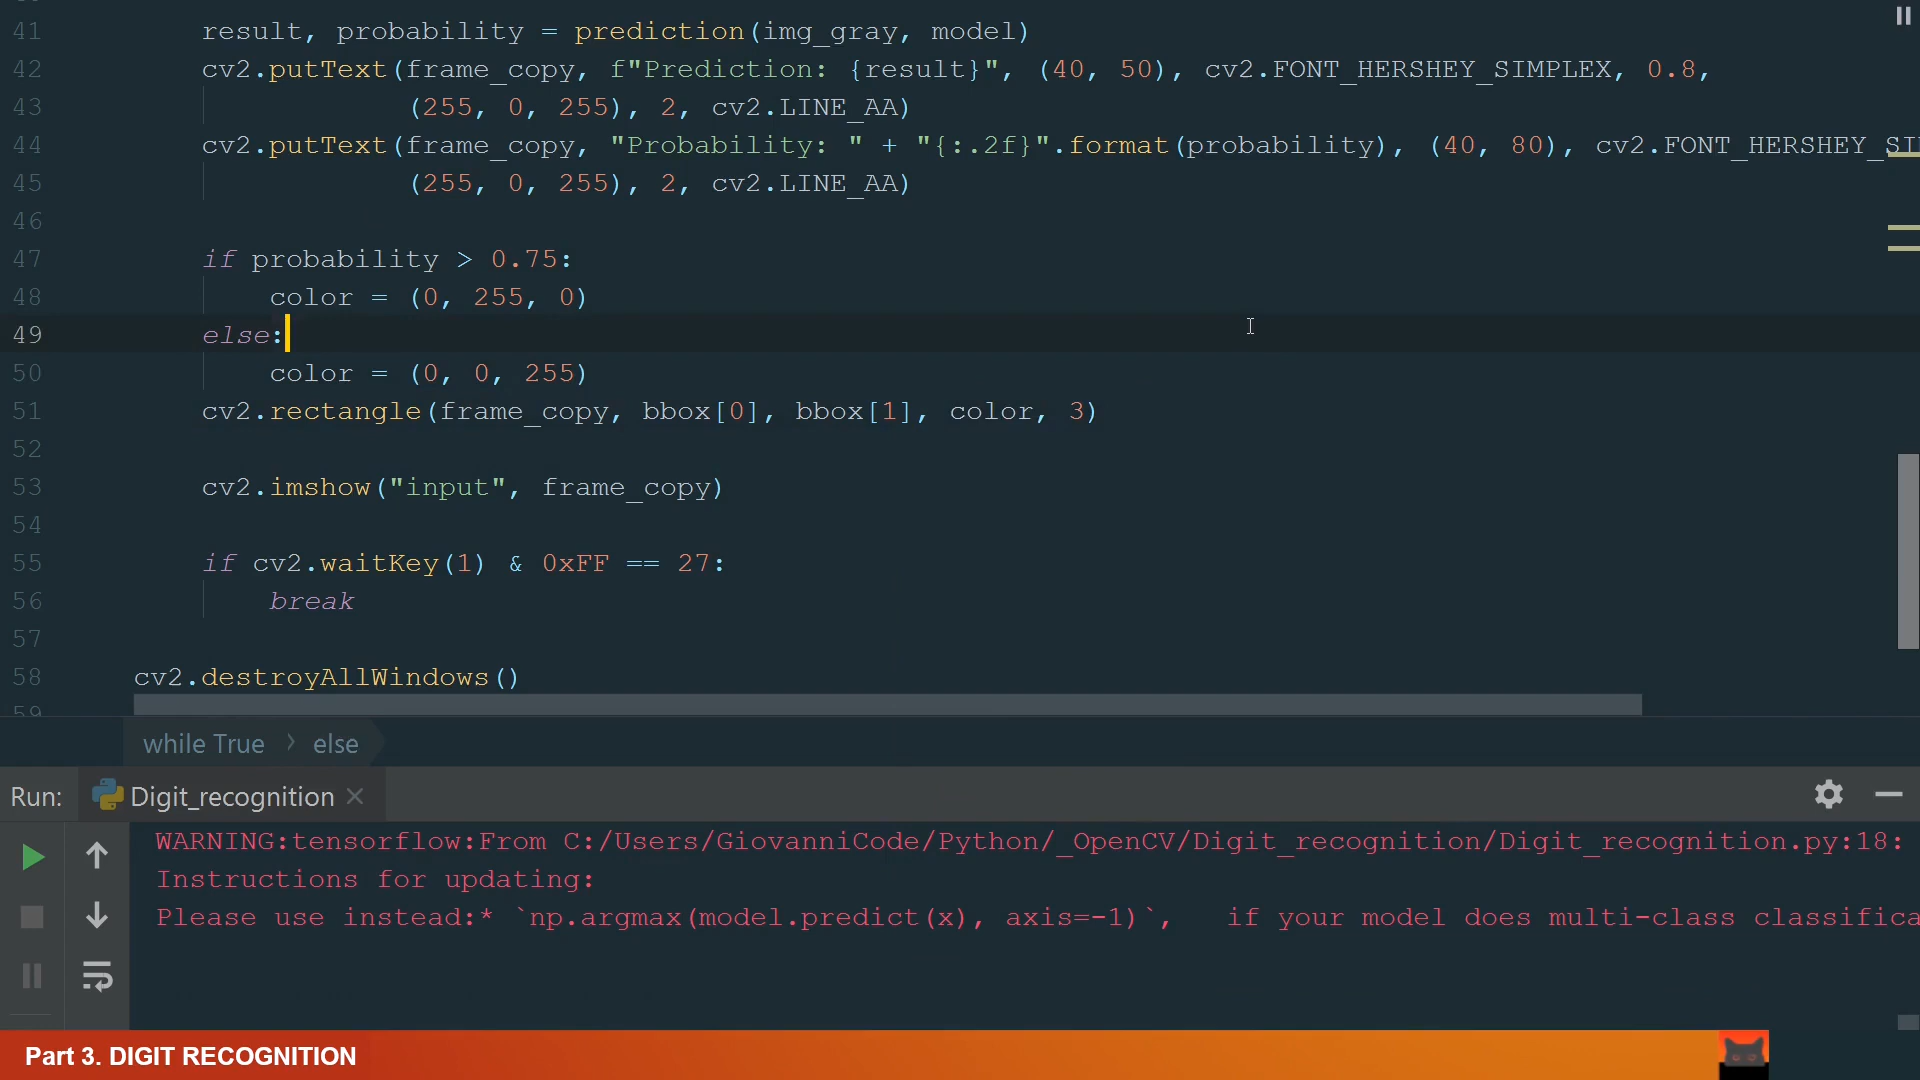 41 result, probability = prediction(img_gray, model)
42 cv2.putText(frame_copy, f"Prediction: {result}", (40, 50), cv2.FONT_HERSHEY_SIMPLEX, 0.8,
43 (255, 0, 255), 2, cv2.LINE_AA)
44 cv2.putText(frame_copy, "Probability: " + "{:.2f}".format(probability), (40, 80), cv2.FONT_HERSHEY_SI
45 (255, 0, 255), 2, cv2.LINE_AA)
46
47 if probability > 0.75:
48 color = (0, 255, 0)
49 else:
50 color = (0, 0, 255)
51 cv2.rectangle(frame_copy, bbox[0], bbox[1], color, 3)
52
53 cv2.imshow("input", frame_copy)
54
55 if cv2.waitKey(1) & 0xFF == 27:
56 break
57
58 cv2.destroyAllWindows()
59
while True > else
Run: Digit_recognition
WARNING:tensorflow:From C:/Users/GiovanniCode/Python/_OpenCV/Digit_recognition/Digit_recognition.py:18:
Instructions for updating:
Please use instead:* `np.argmax(model.predict(x), axis=-1)`, if your model does multi-class classifica
Part 3. DIGIT RECOGNITION